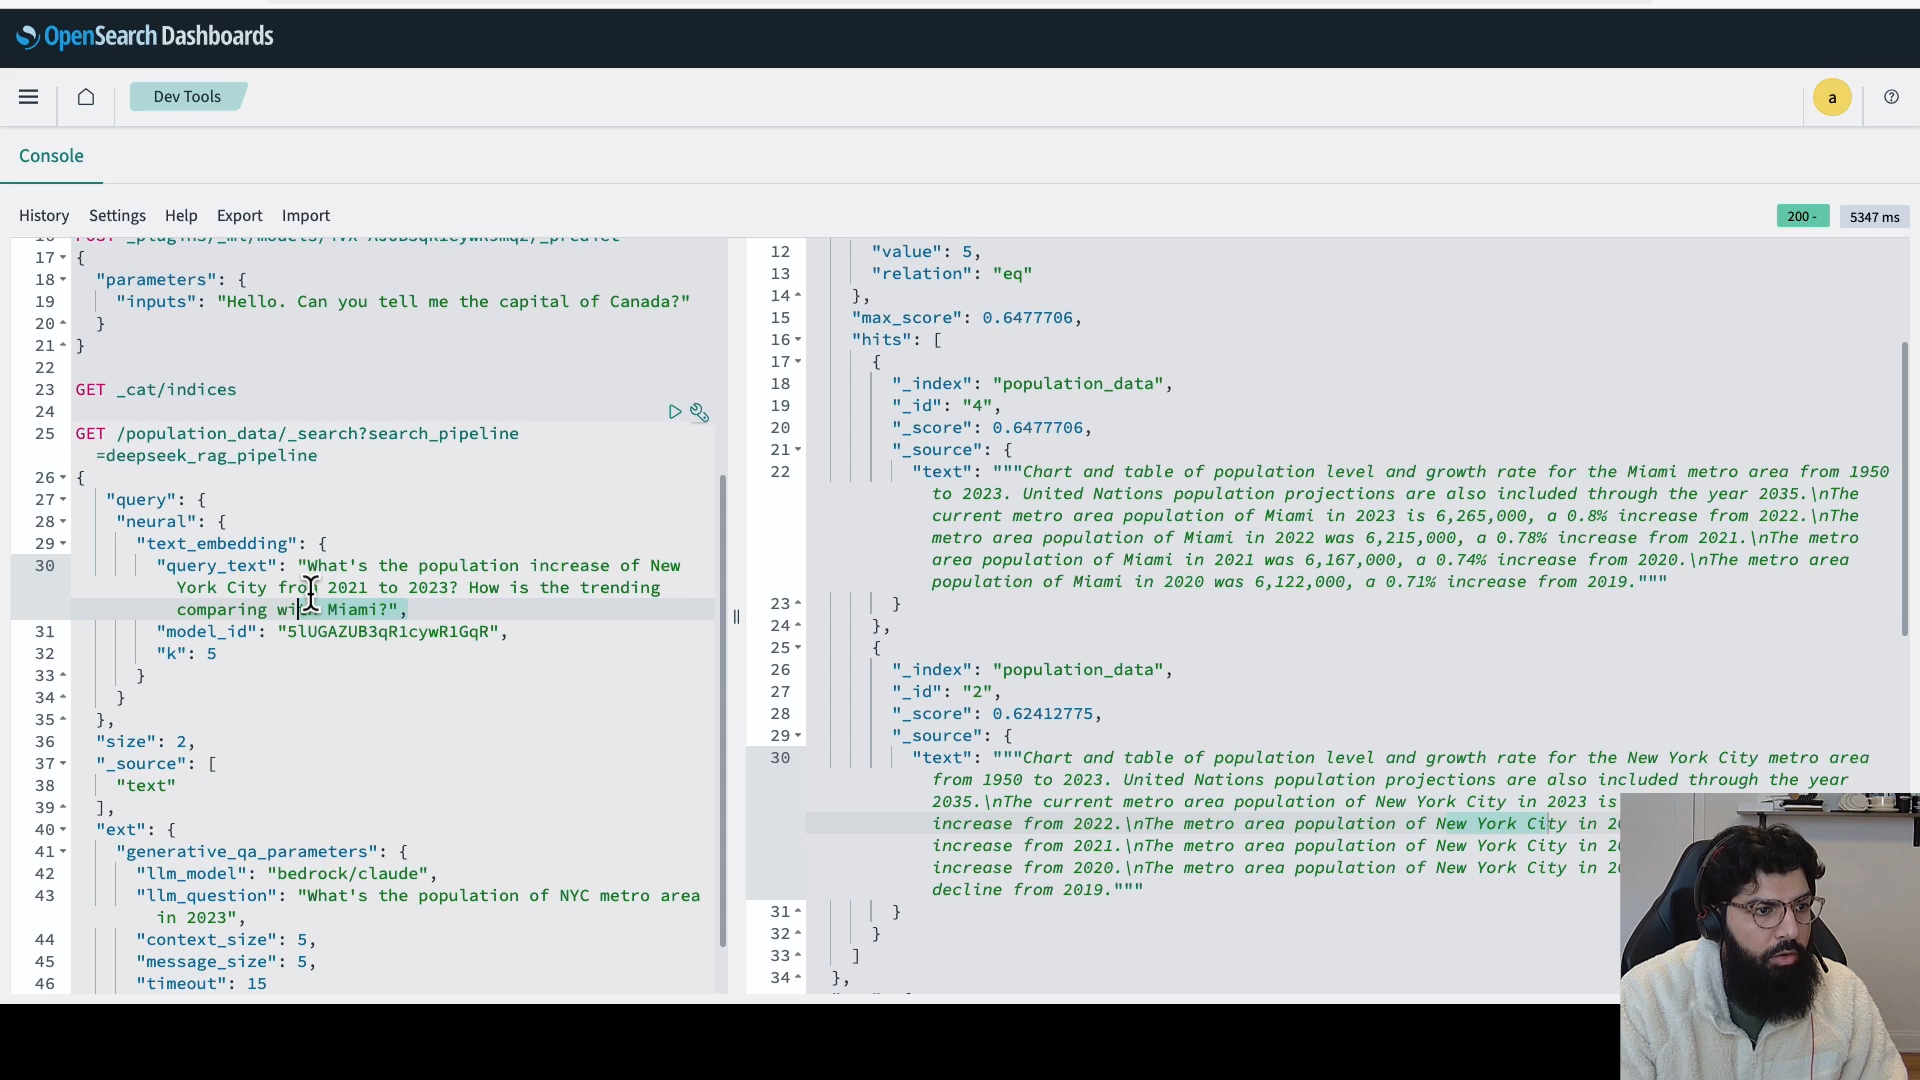 OpenSearch Dashboards
Dev Tools
a
Console
History Settings Help Export Import
200 - 5347 ms
17 {
18 "parameters": {
19 "inputs": "Hello. Can you tell me the capital of Canada?"
20 }
21 }
22
23 GET _cat/indices
24
25 GET /population_data/_search?search_pipeline
=deepseek_rag_pipeline
26 {
27 "query": {
28 "neural": {
29 "text_embedding": {
30 "query_text": "What's the population increase of New
York City from 2021 to 2023? How is the trending
comparing with Miami?",
31 "model_id": "5lUGAZUB3qR1cywR1GqR",
32 "k": 5
33 }
34 }
35 },
36 "size": 2,
37 "_source": [
38 "text"
39 ],
40 "ext": {
41 "generative_qa_parameters": {
42 "llm_model": "bedrock/claude",
43 "llm_question": "What's the population of NYC metro area
in 2023",
44 "context_size": 5,
45 "message_size": 5,
46 "timeout": 15
12 "value": 5,
13 "relation": "eq"
14 },
15 "max_score": 0.6477706,
16 "hits": [
17 {
18 "_index": "population_data",
19 "_id": "4",
20 "_score": 0.6477706,
21 "_source": {
22 "text": """Chart and table of population level and growth rate for the Miami metro area from 1950
to 2023. United Nations population projections are also included through the year 2035.\nThe
current metro area population of Miami in 2023 is 6,265,000, a 0.8% increase from 2022.\nThe
metro area population of Miami in 2022 was 6,215,000, a 0.78% increase from 2021.\nThe metro
area population of Miami in 2021 was 6,167,000, a 0.74% increase from 2020.\nThe metro area
population of Miami in 2020 was 6,122,000, a 0.71% increase from 2019."""
23 }
24 },
25 {
26 "_index": "population_data",
27 "_id": "2",
28 "_score": 0.62412775,
29 "_source": {
30 "text": """Chart and table of population level and growth rate for the New York City metro area
from 1950 to 2023. United Nations population projections are also included through the year
2035.\nThe current metro area population of New York City in 2023 is
increase from 2022.\nThe metro area population of New York City in
increase from 2021.\nThe metro area population of New York City in
increase from 2020.\nThe metro area population of New York City in
decline from 2019."""
31 }
32 }
33 ]
34 },